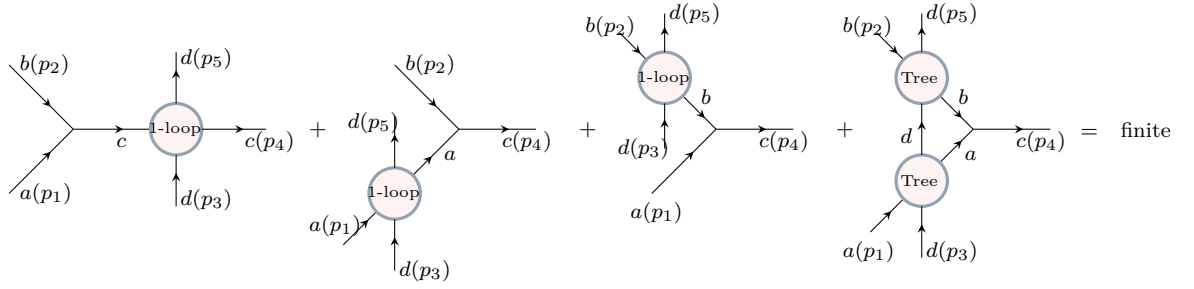 b(p₂) d(p₅) 1-loop c c(p₄) a(p₁) d(p₃)
+
b(p₂) d(p₅) a c(p₄) 1-loop a(p₁) d(p₃)
+
b(p₂) d(p₅) 1-loop b d(p₃) c(p₄) a(p₁)
+
b(p₂) d(p₅) Tree b d a c(p₄) Tree a(p₁) d(p₃)
= finite